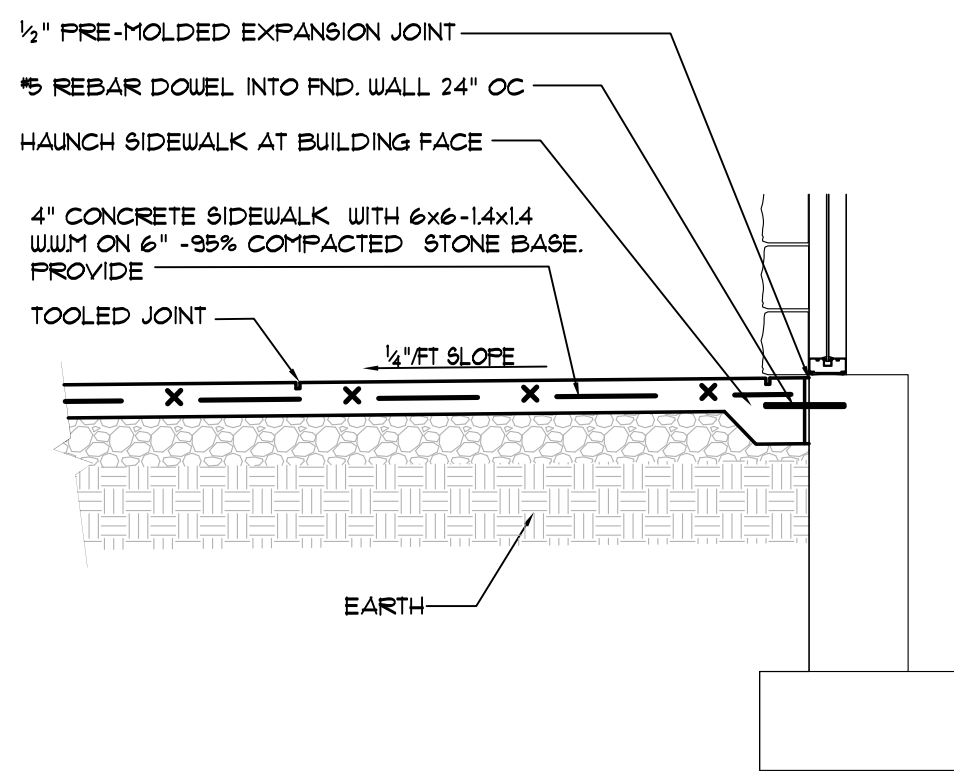 ½" PRE-MOLDED EXPANSION JOINT
#5 REBAR DOWEL INTO FND. WALL 24" OC
HAUNCH SIDEWALK AT BUILDING FACE
4" CONCRETE SIDEWALK WITH 6x6-1.4x1.4
W.W.M ON 6" -95% COMPACTED STONE BASE.
PROVIDE
TOOLED JOINT
¼"/FT SLOPE
EARTH